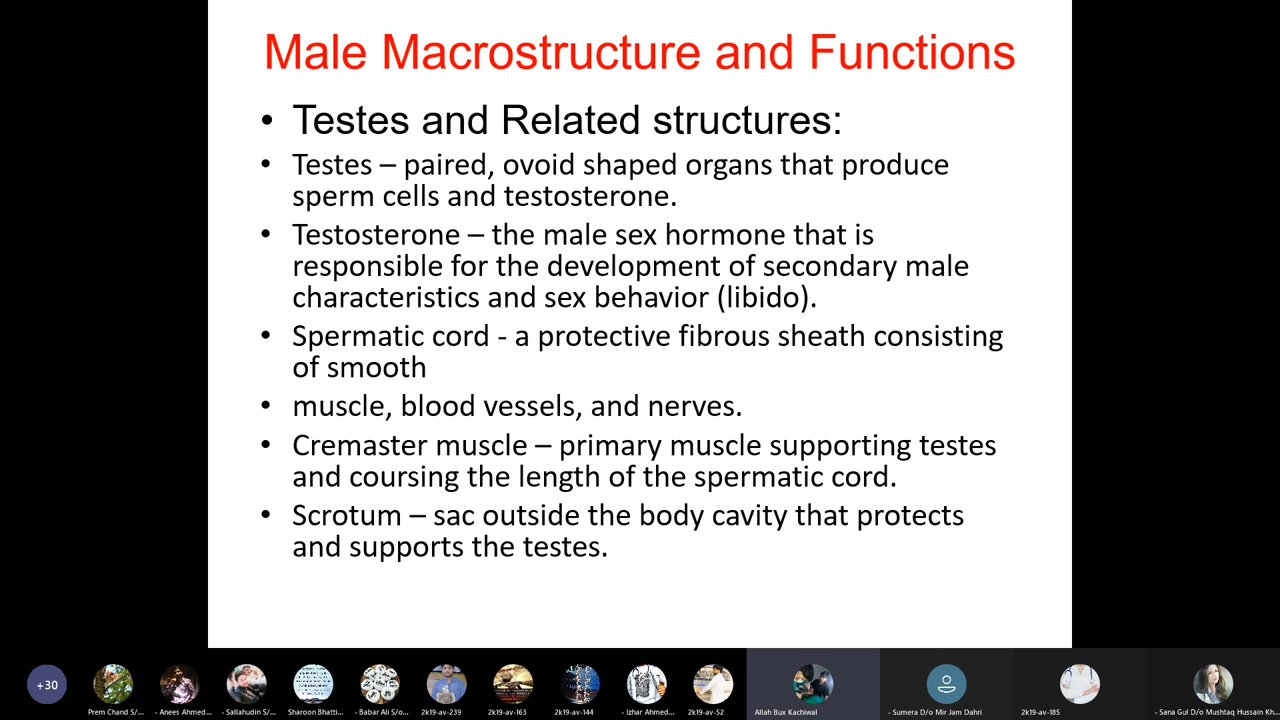 Male Macrostructure and Functions
• Testes and Related structures:
• Testes – paired, ovoid shaped organs that produce
sperm cells and testosterone.
• Testosterone – the male sex hormone that is
responsible for the development of secondary male
characteristics and sex behavior (libido).
• Spermatic cord - a protective fibrous sheath consisting
of smooth
• muscle, blood vessels, and nerves.
• Cremaster muscle – primary muscle supporting testes
and coursing the length of the spermatic cord.
• Scrotum – sac outside the body cavity that protects
and supports the testes.
+30
Prem Chand S/...
- Anees Ahmed...
- Sallahudin S/...
Sharoon Bhatti...
- Babar Ali S/o...
2k19-av-239
2k19-av-163
2k19-av-144
- Izhar Ahmed...
2k19-av-52
Allah Bux Kachiwal
- Sumera D/o Mir Jam Dahri
2k19-av-185
- Sana Gul D/o Mushtaq Hussain Kh...